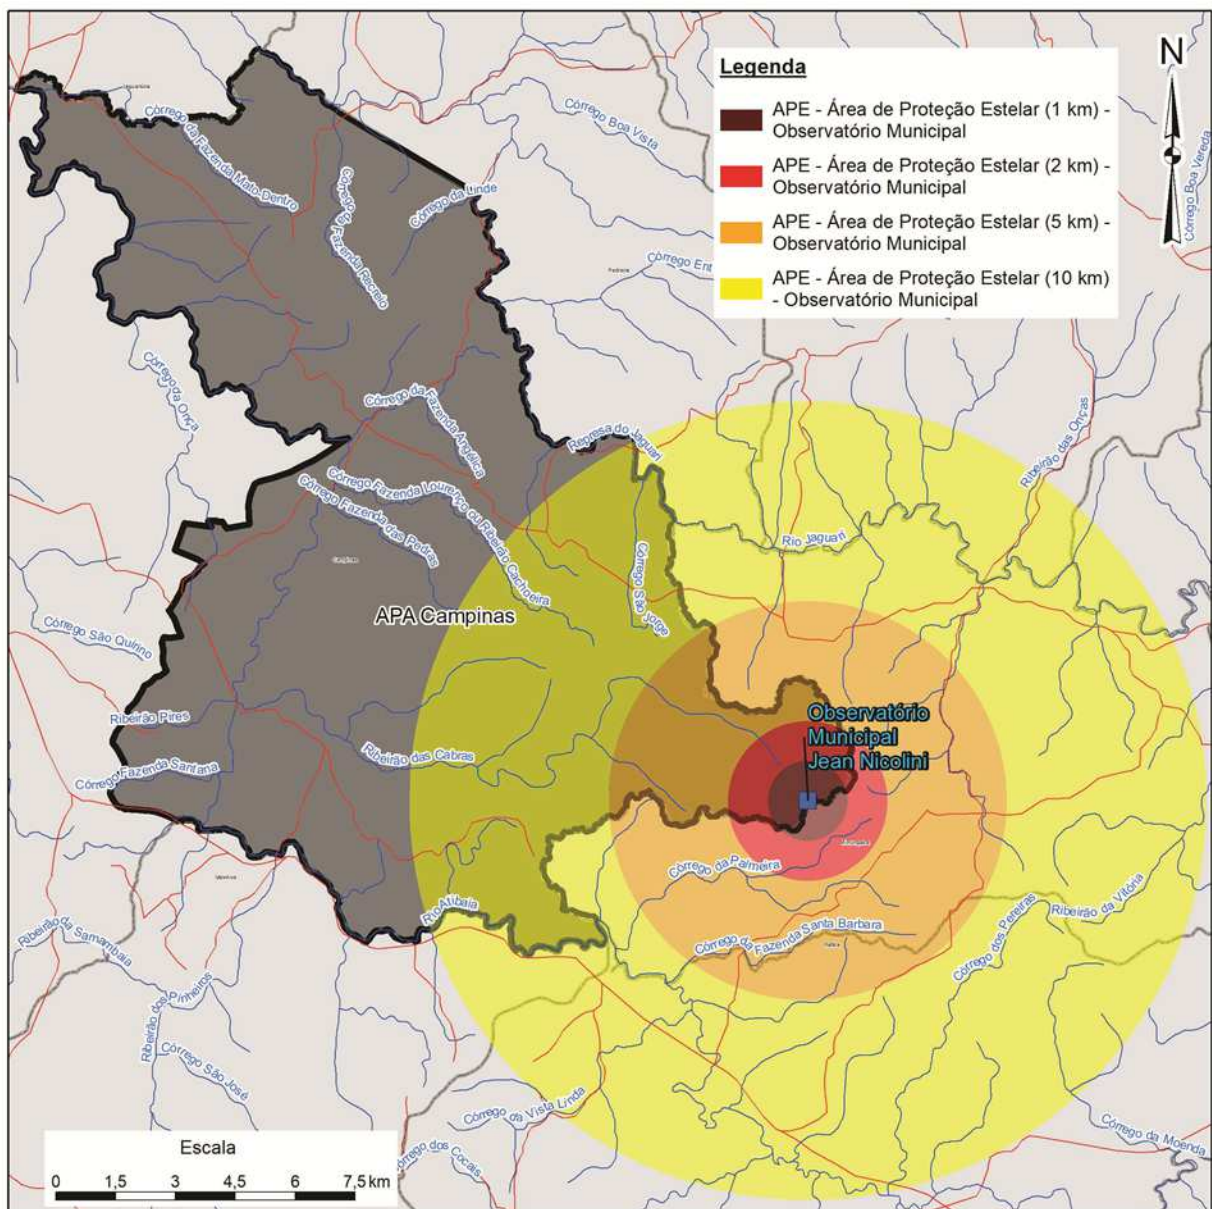 Legenda
APE - Área de Proteção Estelar (1 km) -
Observatório Municipal
APE - Área de Proteção Estelar (2 km) -
Observatório Municipal
APE - Área de Proteção Estelar (5 km) -
Observatório Municipal
APE - Área de Proteção Estelar (10 km)
- Observatório Municipal
N
Córrego da Fazenda Mato-Dentro
Córrego da Fazenda Recreio
Córrego da Linde
Córrego Boa Vista
Córrego Boa Vereda
Córrego Ent
Pedreira
Córrego da Onça
Córrego da Fazenda Angélica
Represa do Jaguari
Ribeirão das Onças
Córrego Fazenda Lourenço ou Ribeirão Cachoeira
Córrego Fazenda das Pedras
Rio Jaguari
Campinas
Córrego São Jorge
APA Campinas
Córrego São Quirino
Ribeirão Pires
Observatório
Municipal
Jean Nicolini
Ribeirão das Cabras
Córrego Fazenda Santana
Córrego da Palmeira
Valinhos
Rio Atibaia
Córrego da Fazenda Santa Barbara
Córrego dos Pereiras
Ribeirão da Vitória
Ribeirão da Samambaia
Ribeirão dos Pinheiros
Córrego São José
Córrego da Vista Linda
Córrego dos Cocais
Córrego da Moenda
Escala
0 1,5 3 4,5 6 7,5 km